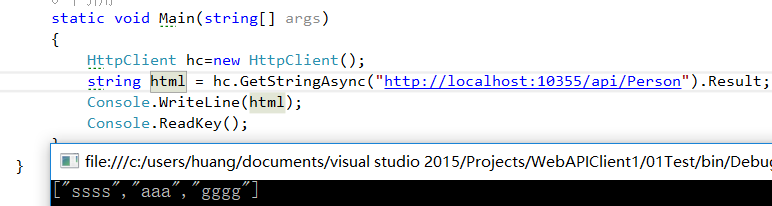 static void Main(string[] args)
{
HttpClient hc=new HttpClient();
string html = hc.GetStringAsync("http://localhost:10355/api/Person").Result;
Console.WriteLine(html);
Console.ReadKey();
}
file:///c:/users/huang/documents/visual studio 2015/Projects/WebAPIClient1/01Test/bin/Debug
["ssss","aaa","gggg"]